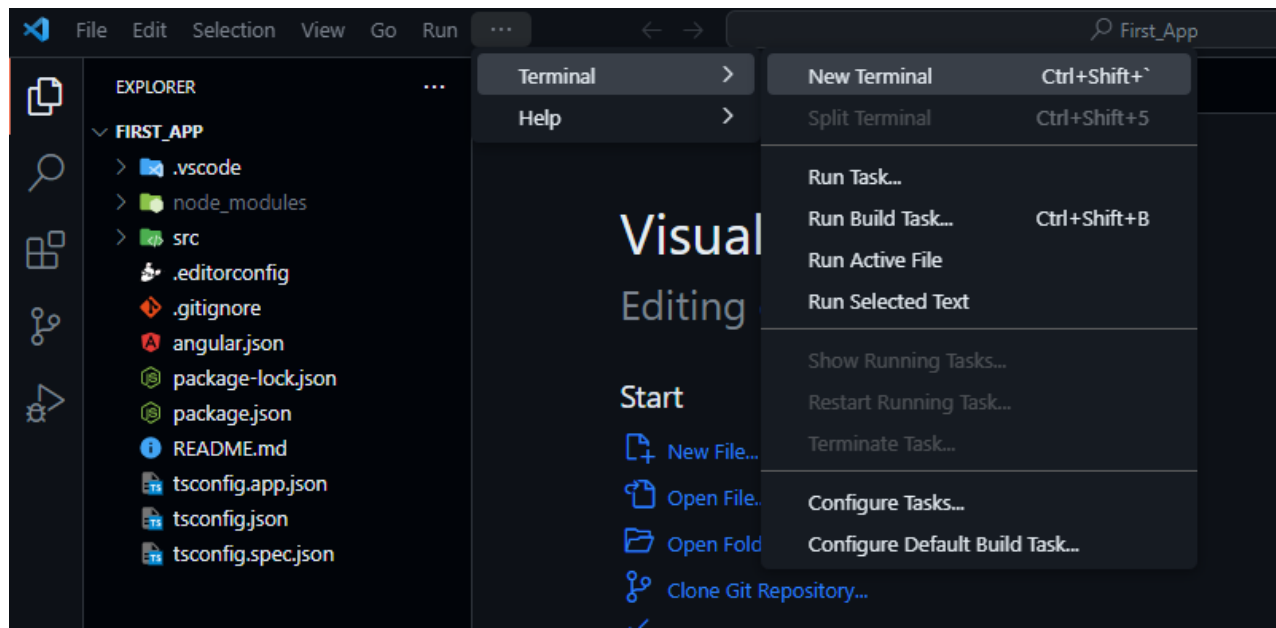 File Edit Selection View Go Run ...
First_App
EXPLORER ...
FIRST_APP
.vscode
node_modules
src
.editorconfig
.gitignore
angular.json
package-lock.json
package.json
README.md
tsconfig.app.json
tsconfig.json
tsconfig.spec.json
Terminal
Help
New Terminal Ctrl+Shift+`
Split Terminal Ctrl+Shift+5
Run Task...
Run Build Task... Ctrl+Shift+B
Run Active File
Run Selected Text
Show Running Tasks...
Restart Running Task...
Terminate Task...
Configure Tasks...
Configure Default Build Task...
Visual
Editing
Start
New File...
Open File..
Open Fold
Clone Git Repository...